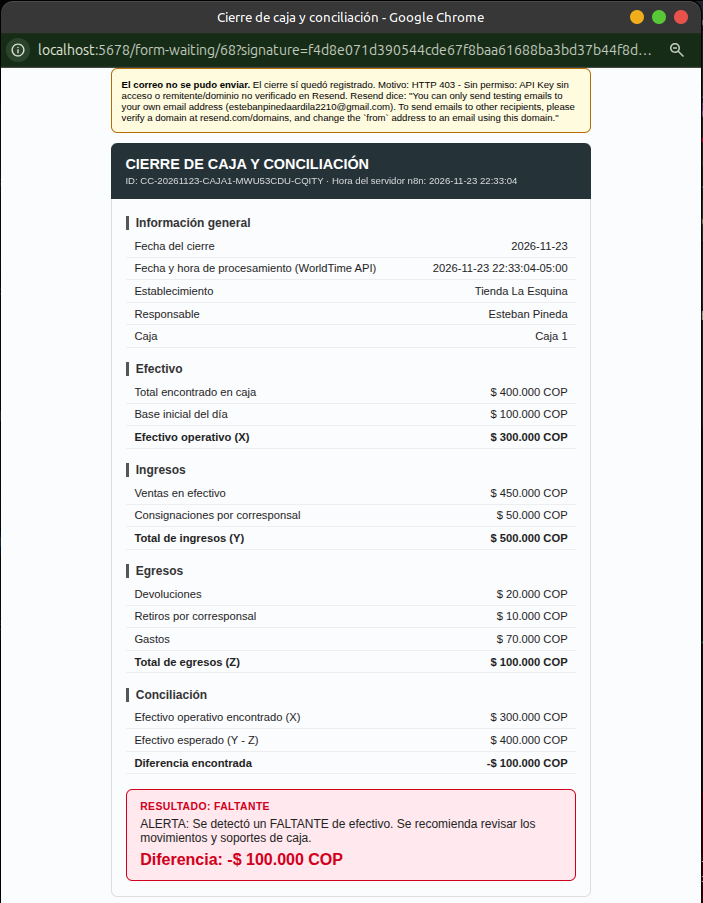 Cierre de caja y conciliación - Google Chrome
localhost:5678/form-waiting/68?signature=f4d8e071d390544cde67f8baa61688ba3bd37b44f8d...
El correo no se pudo enviar. El cierre sí quedó registrado. Motivo: HTTP 403 - Sin permiso: API Key sin
acceso o remitente/dominio no verificado en Resend. Resend dice: "You can only send testing emails to
your own email address (estebanpinedaardila2210@gmail.com). To send emails to other recipients, please
verify a domain at resend.com/domains, and change the `from` address to an email using this domain."
CIERRE DE CAJA Y CONCILIACIÓN
ID: CC-20261123-CAJA1-MWU53CDU-CQITY · Hora del servidor n8n: 2026-11-23 22:33:04
Información general
Fecha del cierre 2026-11-23
Fecha y hora de procesamiento (WorldTime API) 2026-11-23 22:33:04-05:00
Establecimiento Tienda La Esquina
Responsable Esteban Pineda
Caja Caja 1
Efectivo
Total encontrado en caja $ 400.000 COP
Base inicial del día $ 100.000 COP
Efectivo operativo (X) $ 300.000 COP
Ingresos
Ventas en efectivo $ 450.000 COP
Consignaciones por corresponsal $ 50.000 COP
Total de ingresos (Y) $ 500.000 COP
Egresos
Devoluciones $ 20.000 COP
Retiros por corresponsal $ 10.000 COP
Gastos $ 70.000 COP
Total de egresos (Z) $ 100.000 COP
Conciliación
Efectivo operativo encontrado (X) $ 300.000 COP
Efectivo esperado (Y - Z) $ 400.000 COP
Diferencia encontrada -$ 100.000 COP
RESULTADO: FALTANTE
ALERTA: Se detectó un FALTANTE de efectivo. Se recomienda revisar los
movimientos y soportes de caja.
Diferencia: -$ 100.000 COP